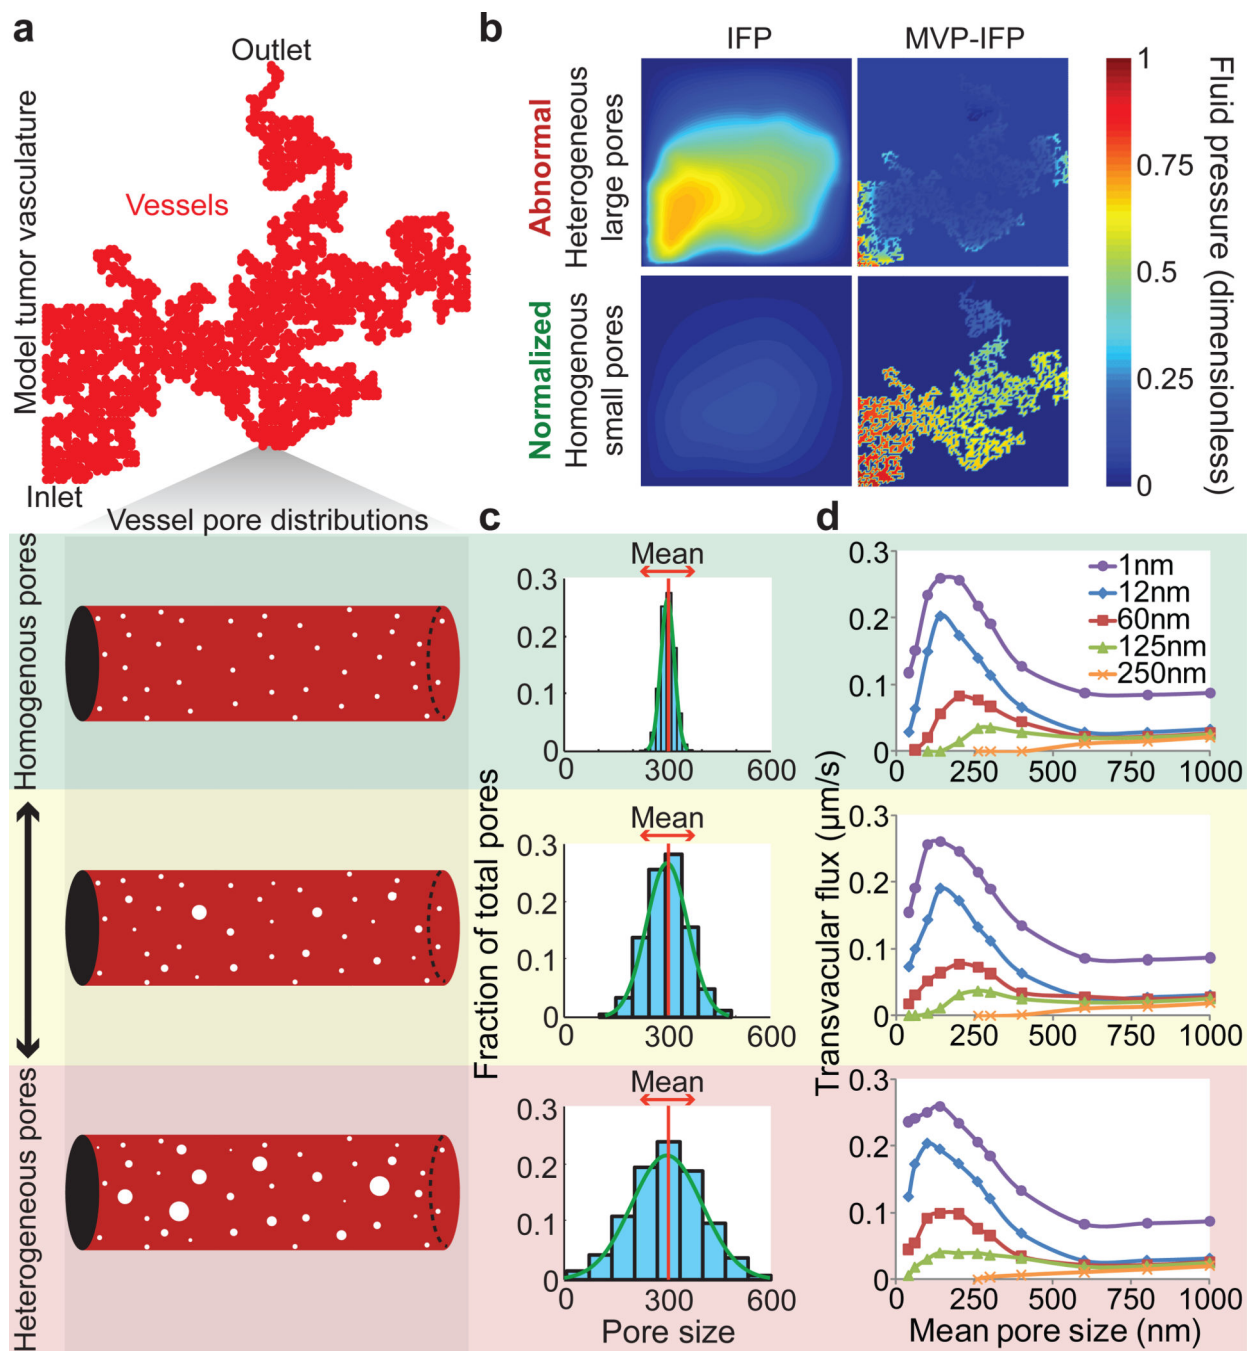 a
Outlet
Model tumor vasculature
Vessels
Inlet
b
IFP
MVP-IFP
Abnormal
Heterogeneous
large pores
Normalized
Homogenous
small pores
1
0.75
0.5
0.25
0
Fluid pressure (dimensionless)
Vessel pore distributions
Homogenous pores
Heterogeneous pores
c
Mean
0.3
0.2
0.1
0
0
300
600
Mean
0.3
0.2
0.1
0
0
300
600
Mean
0.3
0.2
0.1
0
0
300
600
Fraction of total pores
Pore size
d
0.3
0.2
0.1
0
1nm
12nm
60nm
125nm
250nm
0
250
500
750
1000
0.3
0.2
0.1
0
0
250
500
750
1000
0.3
0.2
0.1
0
0
250
500
750
1000
Transvacular flux (µm/s)
Mean pore size (nm)